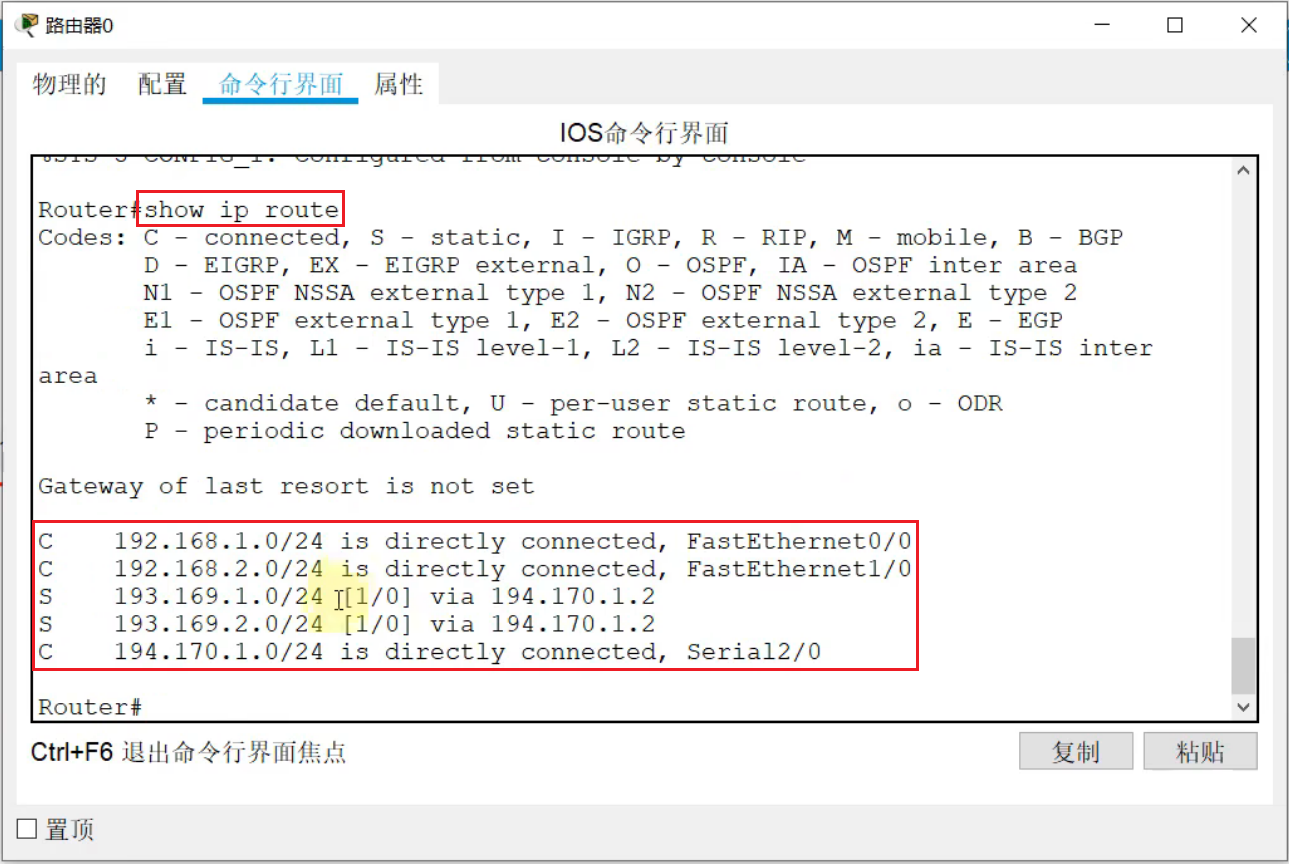 路由器0
物理的 配置 命令行界面 属性
IOS命令行界面
%SYS-5-CONFIG_I: Configured from console by console
Router#show ip route
Codes: C - connected, S - static, I - IGRP, R - RIP, M - mobile, B - BGP
D - EIGRP, EX - EIGRP external, O - OSPF, IA - OSPF inter area
N1 - OSPF NSSA external type 1, N2 - OSPF NSSA external type 2
E1 - OSPF external type 1, E2 - OSPF external type 2, E - EGP
i - IS-IS, L1 - IS-IS level-1, L2 - IS-IS level-2, ia - IS-IS inter
area
* - candidate default, U - per-user static route, o - ODR
P - periodic downloaded static route
Gateway of last resort is not set
C 192.168.1.0/24 is directly connected, FastEthernet0/0
C 192.168.2.0/24 is directly connected, FastEthernet1/0
S 193.169.1.0/24 [1/0] via 194.170.1.2
S 193.169.2.0/24 [1/0] via 194.170.1.2
C 194.170.1.0/24 is directly connected, Serial2/0
Router#
Ctrl+F6 退出命令行界面焦点
复制 粘贴
置顶